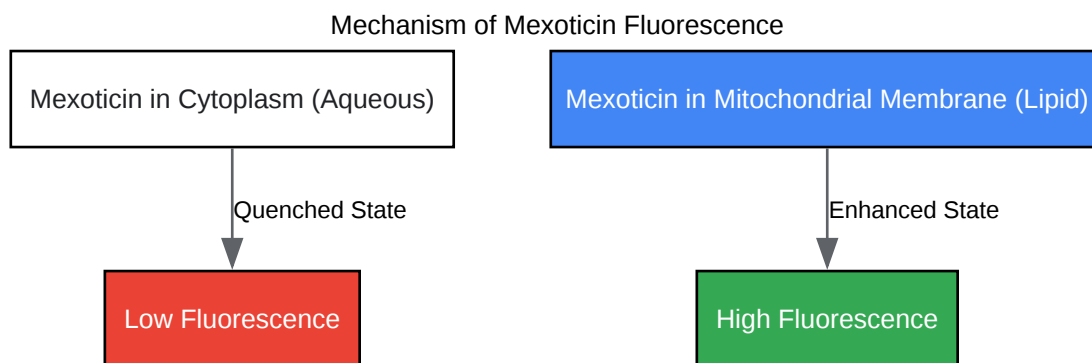 Mechanism of Mexoticin Fluorescence
Mexoticin in Cytoplasm (Aqueous)
Mexoticin in Mitochondrial Membrane (Lipid)
Quenched State
Enhanced State
Low Fluorescence
High Fluorescence